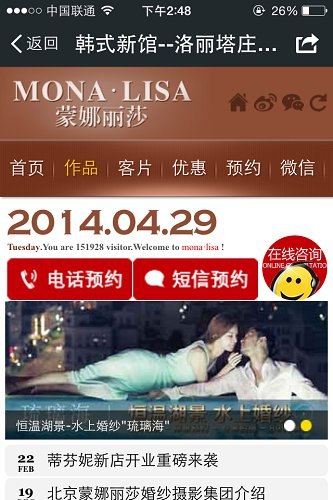 中国联通 下午2:48 26%
返回 韩式新馆--洛丽塔庄...
MONA·LISA
蒙娜丽莎
首页 作品 客片 优惠 预约 微信
2014.04.29
Tuesday.You are 151928 visitor.Welcome to mona·lisa !
在线咨询
电话预约 短信预约
琉璃海 恒温湖景 水上婚纱
恒温湖景-水上婚纱"琉璃海"
22
FEB
蒂芬妮新店开业重磅来袭
19
北京蒙娜丽莎婚纱摄影集团介绍